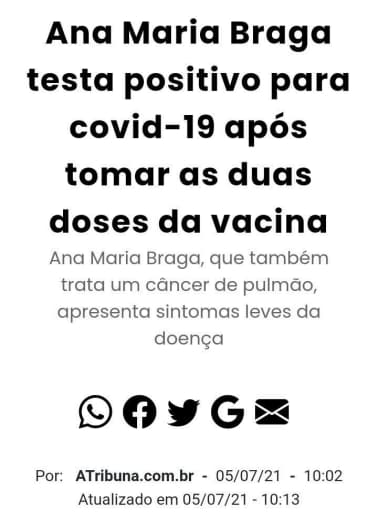 Ana Maria Braga
testa positivo para
covid-19 após
tomar as duas
doses da vacina
Ana Maria Braga, que também
trata um câncer de pulmão,
apresenta sintomas leves da
doença
Por: ATribuna.com.br - 05/07/21 - 10:02
Atualizado em 05/07/21 - 10:13